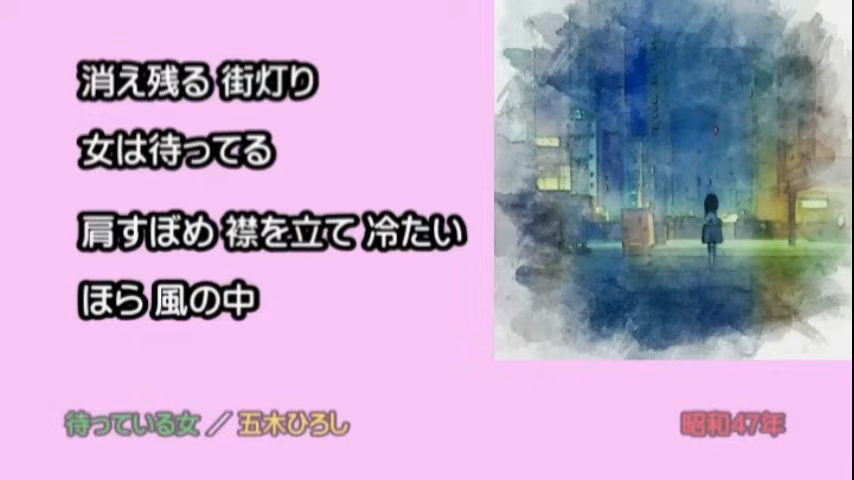 消え残る 街灯り
女は待ってる
肩すぼめ 襟を立て 冷たい
ほら 風の中
待っている女 ／ 五木ひろし
昭和47年